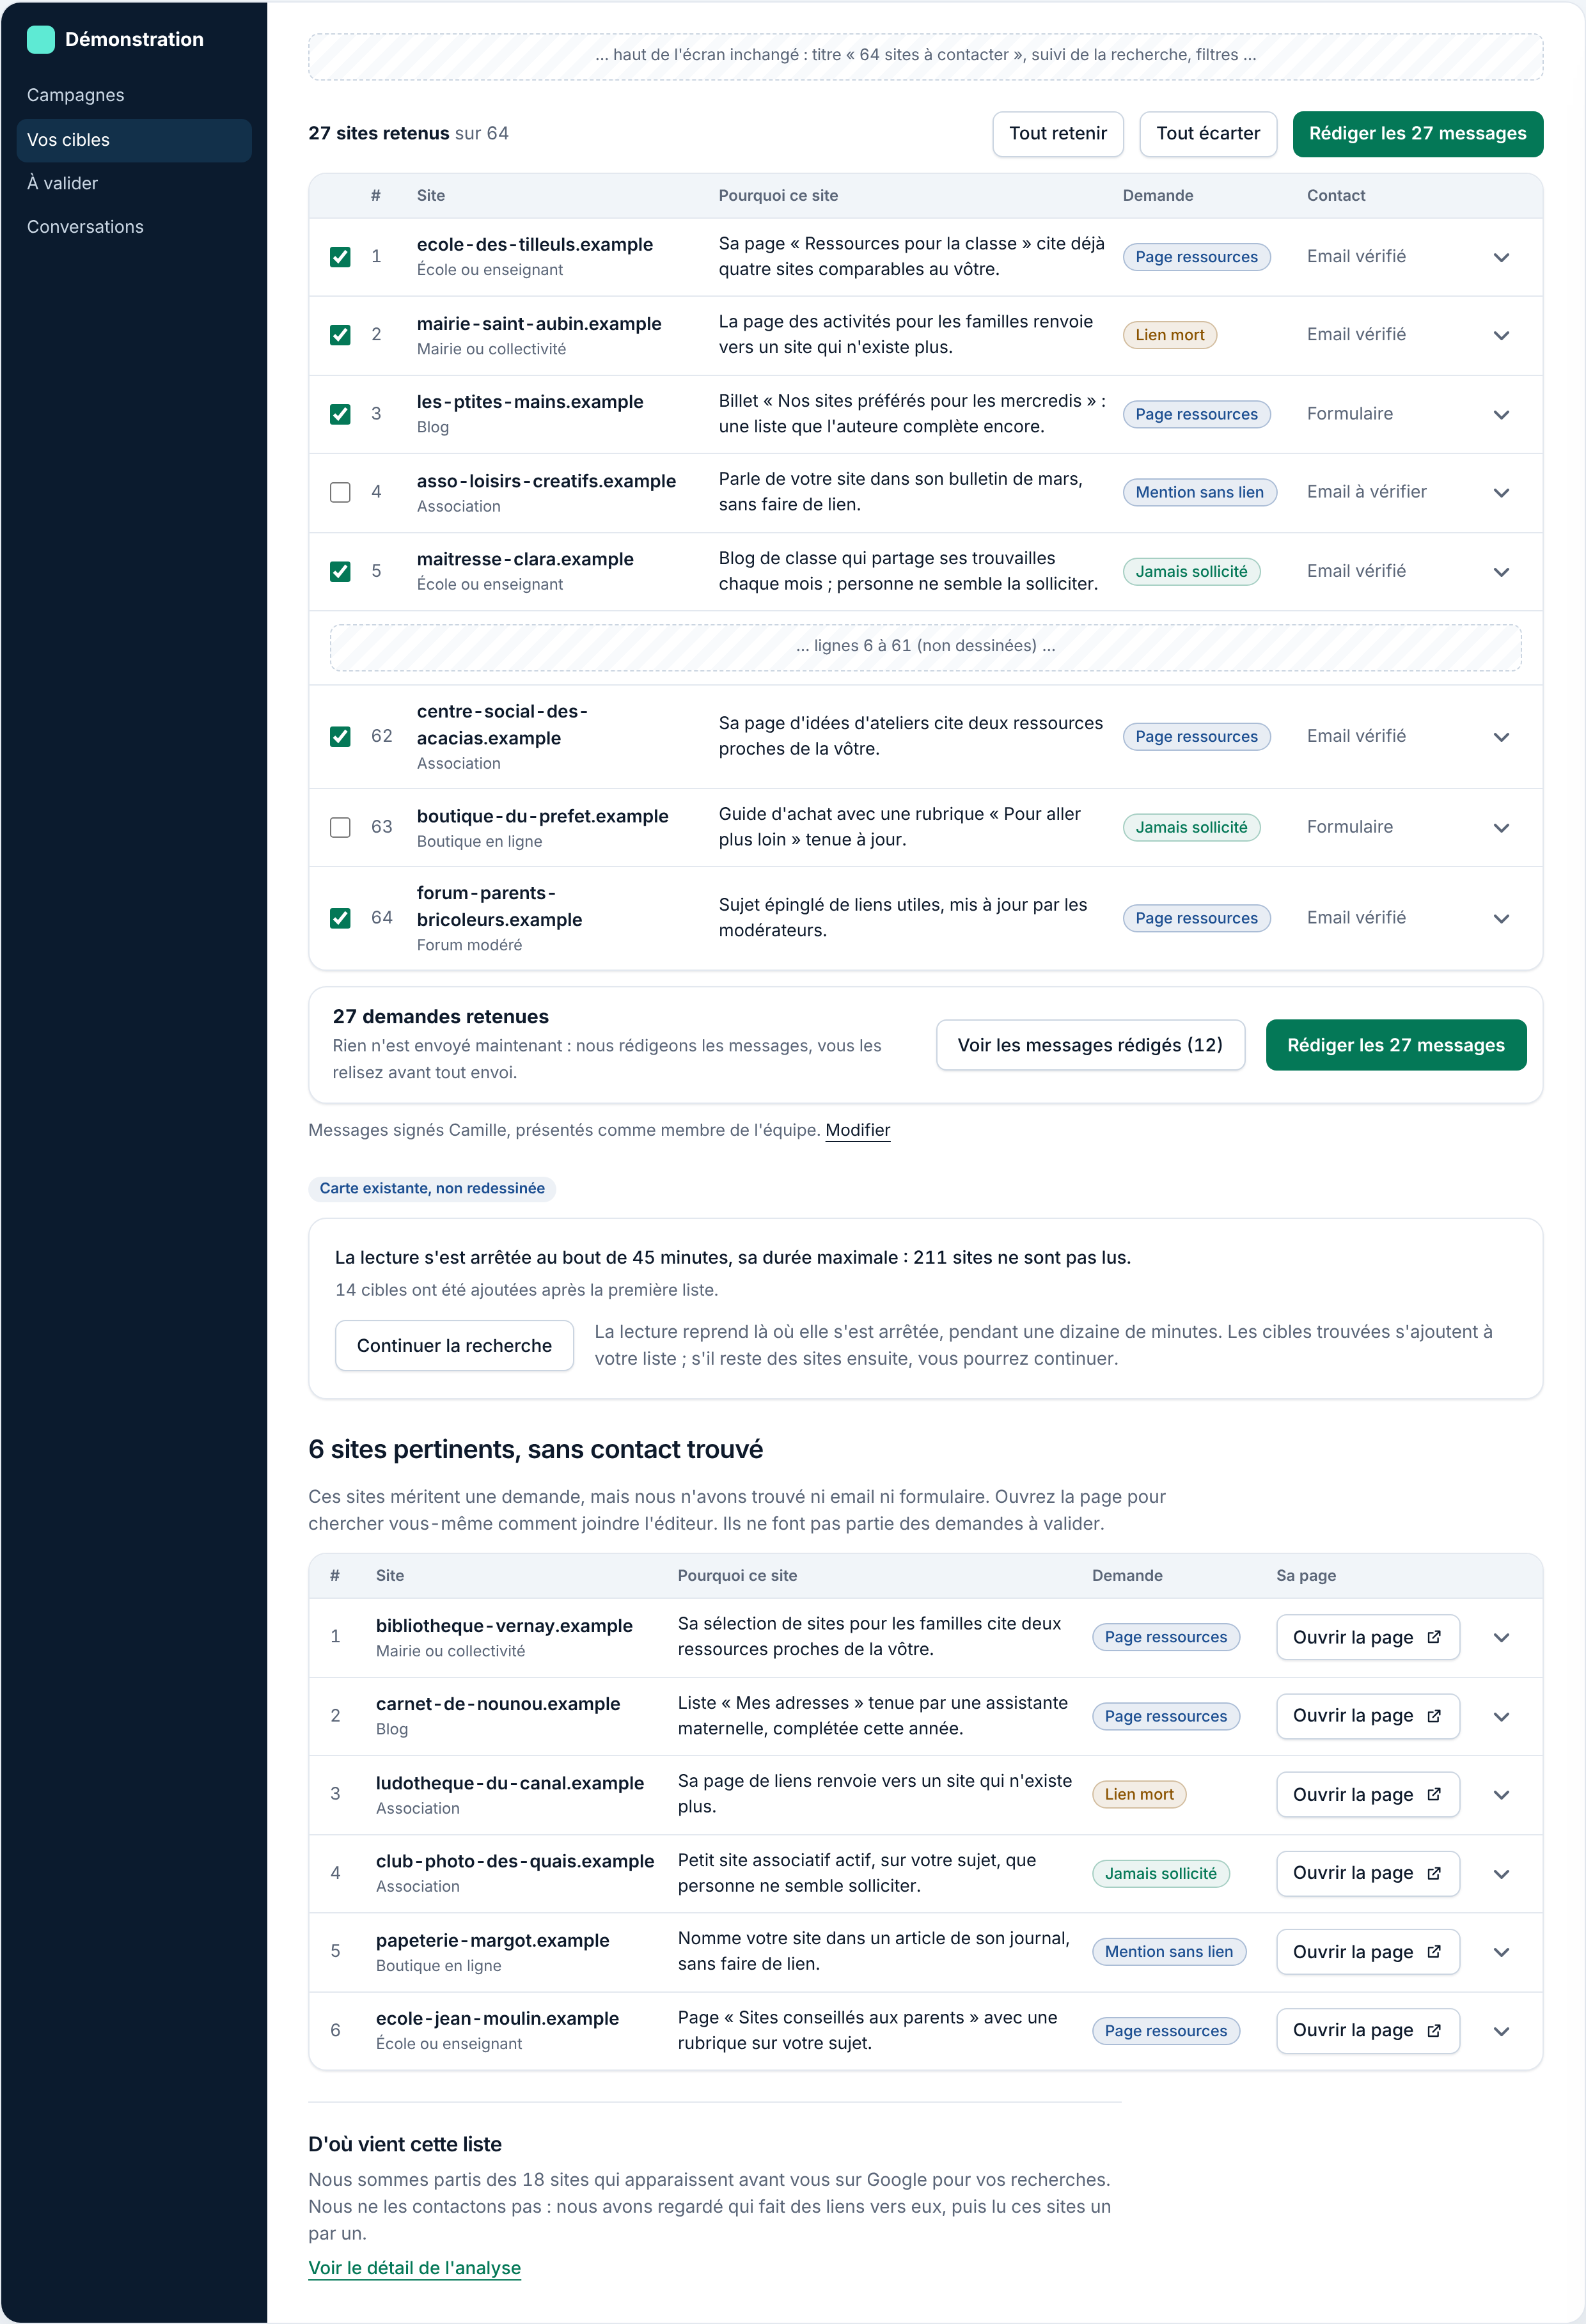 Démonstration
Campagnes
Vos cibles
À valider
Conversations
... haut de l'écran inchangé : titre « 64 sites à contacter », suivi de la recherche, filtres ...
27 sites retenus sur 64
Tout retenir
Tout écarter
Rédiger les 27 messages
# Site Pourquoi ce site Demande Contact
1
ecole-des-tilleuls.example
École ou enseignant
Sa page « Ressources pour la classe » cite déjà
quatre sites comparables au vôtre.
Page ressources
Email vérifié
2
mairie-saint-aubin.example
Mairie ou collectivité
La page des activités pour les familles renvoie
vers un site qui n'existe plus.
Lien mort
Email vérifié
3
les-ptites-mains.example
Blog
Billet « Nos sites préférés pour les mercredis » :
une liste que l'auteure complète encore.
Page ressources
Formulaire
4
asso-loisirs-creatifs.example
Association
Parle de votre site dans son bulletin de mars,
sans faire de lien.
Mention sans lien
Email à vérifier
5
maitresse-clara.example
École ou enseignant
Blog de classe qui partage ses trouvailles
chaque mois ; personne ne semble la solliciter.
Jamais sollicité
Email vérifié
... lignes 6 à 61 (non dessinées) ...
62
centre-social-des-
acacias.example
Association
Sa page d'idées d'ateliers cite deux ressources
proches de la vôtre.
Page ressources
Email vérifié
63
boutique-du-prefet.example
Boutique en ligne
Guide d'achat avec une rubrique « Pour aller
plus loin » tenue à jour.
Jamais sollicité
Formulaire
64
forum-parents-
bricoleurs.example
Forum modéré
Sujet épinglé de liens utiles, mis à jour par les
modérateurs.
Page ressources
Email vérifié
27 demandes retenues
Rien n'est envoyé maintenant : nous rédigeons les messages, vous les
relisez avant tout envoi.
Voir les messages rédigés (12)
Rédiger les 27 messages
Messages signés Camille, présentés comme membre de l'équipe. Modifier
Carte existante, non redessinée
La lecture s'est arrêtée au bout de 45 minutes, sa durée maximale : 211 sites ne sont pas lus.
14 cibles ont été ajoutées après la première liste.
Continuer la recherche
La lecture reprend là où elle s'est arrêtée, pendant une dizaine de minutes. Les cibles trouvées s'ajoutent à
votre liste ; s'il reste des sites ensuite, vous pourrez continuer.
6 sites pertinents, sans contact trouvé
Ces sites méritent une demande, mais nous n'avons trouvé ni email ni formulaire. Ouvrez la page pour
chercher vous-même comment joindre l'éditeur. Ils ne font pas partie des demandes à valider.
# Site Pourquoi ce site Demande Sa page
1
bibliotheque-vernay.example
Mairie ou collectivité
Sa sélection de sites pour les familles cite deux
ressources proches de la vôtre.
Page ressources
Ouvrir la page
2
carnet-de-nounou.example
Blog
Liste « Mes adresses » tenue par une assistante
maternelle, complétée cette année.
Page ressources
Ouvrir la page
3
ludotheque-du-canal.example
Association
Sa page de liens renvoie vers un site qui n'existe
plus.
Lien mort
Ouvrir la page
4
club-photo-des-quais.example
Association
Petit site associatif actif, sur votre sujet, que
personne ne semble solliciter.
Jamais sollicité
Ouvrir la page
5
papeterie-margot.example
Boutique en ligne
Nomme votre site dans un article de son journal,
sans faire de lien.
Mention sans lien
Ouvrir la page
6
ecole-jean-moulin.example
École ou enseignant
Page « Sites conseillés aux parents » avec une
rubrique sur votre sujet.
Page ressources
Ouvrir la page
D'où vient cette liste
Nous sommes partis des 18 sites qui apparaissent avant vous sur Google pour vos recherches.
Nous ne les contactons pas : nous avons regardé qui fait des liens vers eux, puis lu ces sites un
par un.
Voir le détail de l'analyse